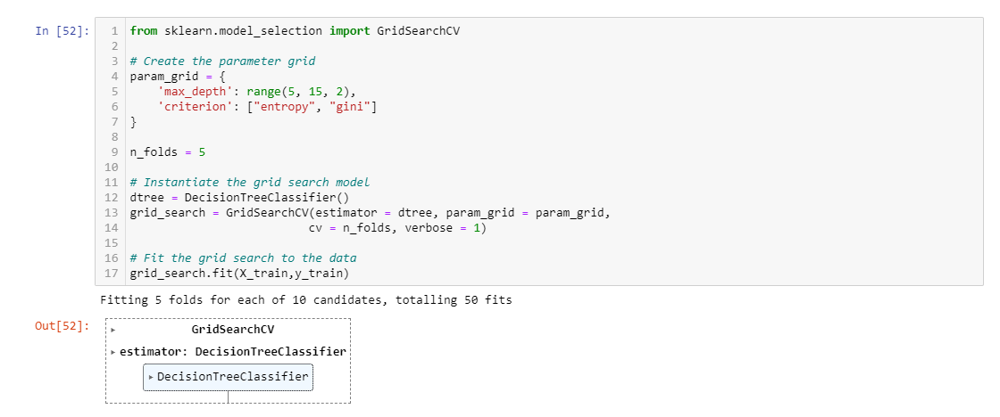 In [52]:
1 from sklearn.model_selection import GridSearchCV
2
3 # Create the parameter grid
4 param_grid = {
5     'max_depth': range(5, 15, 2),
6     'criterion': ["entropy", "gini"]
7 }
8
9 n_folds = 5
10
11 # Instantiate the grid search model
12 dtree = DecisionTreeClassifier()
13 grid_search = GridSearchCV(estimator = dtree, param_grid = param_grid,
14                          cv = n_folds, verbose = 1)
15
16 # Fit the grid search to the data
17 grid_search.fit(X_train,y_train)
Fitting 5 folds for each of 10 candidates, totalling 50 fits
Out[52]:
▸ GridSearchCV
▸ estimator: DecisionTreeClassifier
▸ DecisionTreeClassifier